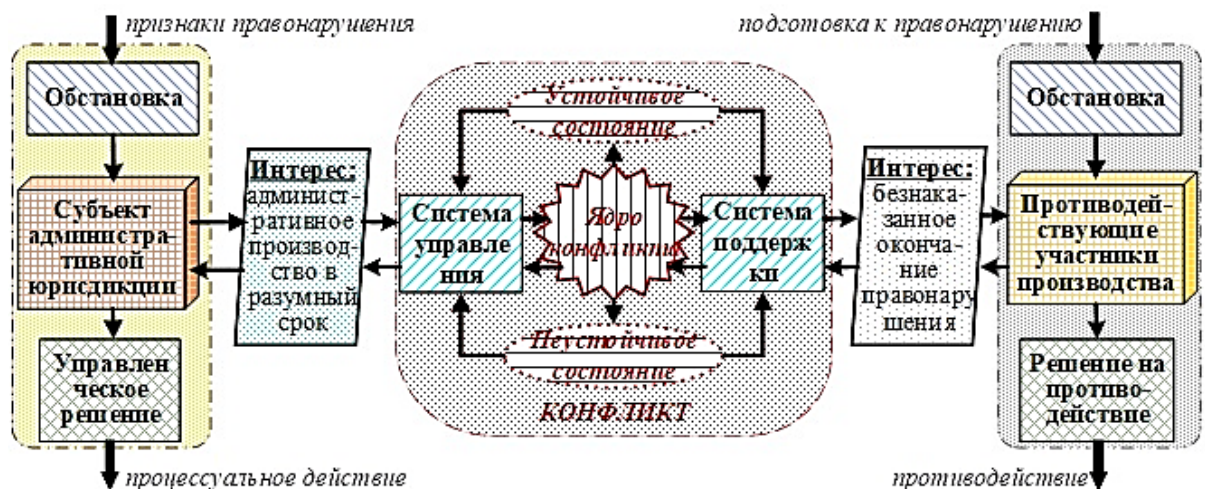 признаки правонарушения
Обстановка
Субъект
администра-
тивной
юрисдикции
Управлен
ческое
решение
процессуальное действие
Интерес:
админист-
ративное
производ-
ство в
разумный
срок
Устойчивое
состояние
Система
управле
ния
Ядро
конфликта
Система
поддерж
ки
Неустойчивое
состояние
КОНФЛИКТ
Интерес:
безнака-
занное
оконча-
ние
правонару
шения
подготовка к правонарушению
Обстановка
Противодей-
ствующие
участники
производства
Решение на
противо-
действие
противодействие